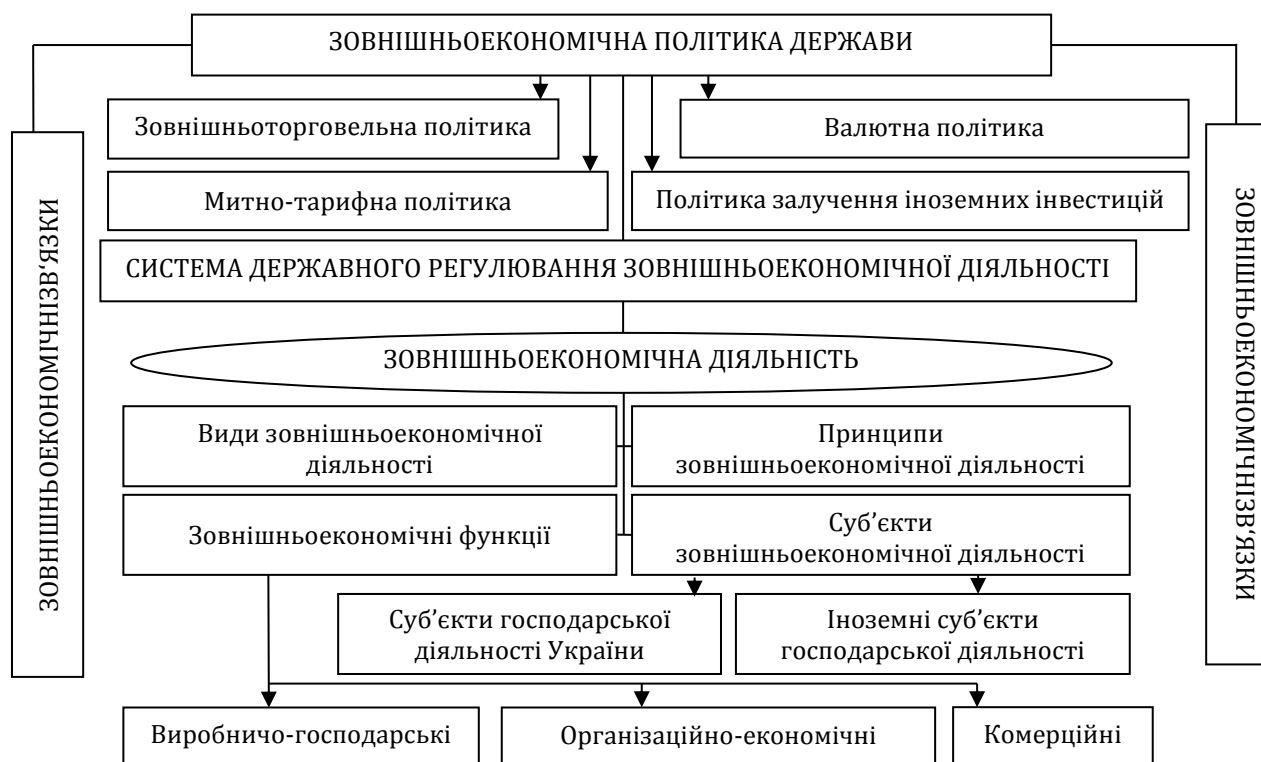 ЗОВНІШНЬОЕКОНОМІЧНА ПОЛІТИКА ДЕРЖАВИ
Зовнішньоторговельна політика
Валютна політика
Митно-тарифна політика
Політика залучення іноземних інвестицій
ЗОВНІШНЬОЕКОНОМІЧНІЗВ‘ЯЗКИ
ЗОВНІШНЬОЕКОНОМІЧНІЗВ’ЯЗКИ
СИСТЕМА ДЕРЖАВНОГО РЕГУЛЮВАННЯ ЗОВНІШНЬОЕКОНОМІЧНОЇ ДІЯЛЬНОСТІ
ЗОВНІШНЬОЕКОНОМІЧНА ДІЯЛЬНІСТЬ
Види зовнішньоекономічної
діяльності
Принципи
зовнішньоекономічної діяльності
Зовнішньоекономічні функції
Суб’єкти
зовнішньоекономічної діяльності
Суб’єкти господарської
діяльності України
Іноземні суб’єкти
господарської діяльності
Виробничо-господарські
Організаційно-економічні
Комерційні